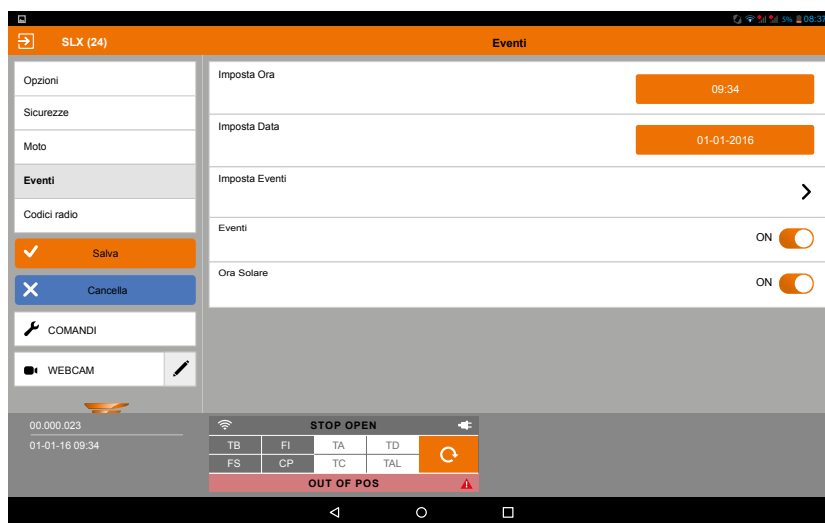 5% 08:37
SLX (24)
Eventi
Opzioni
Sicurezze
Moto
Eventi
Codici radio
Salva
Cancella
COMANDI
WEBCAM
Imposta Ora
09:34
Imposta Data
01-01-2016
Imposta Eventi
Eventi
ON
Ora Solare
ON
00.000.023
01-01-16 09:34
STOP OPEN
TB FI TA TD
FS CP TC TAL
OUT OF POS